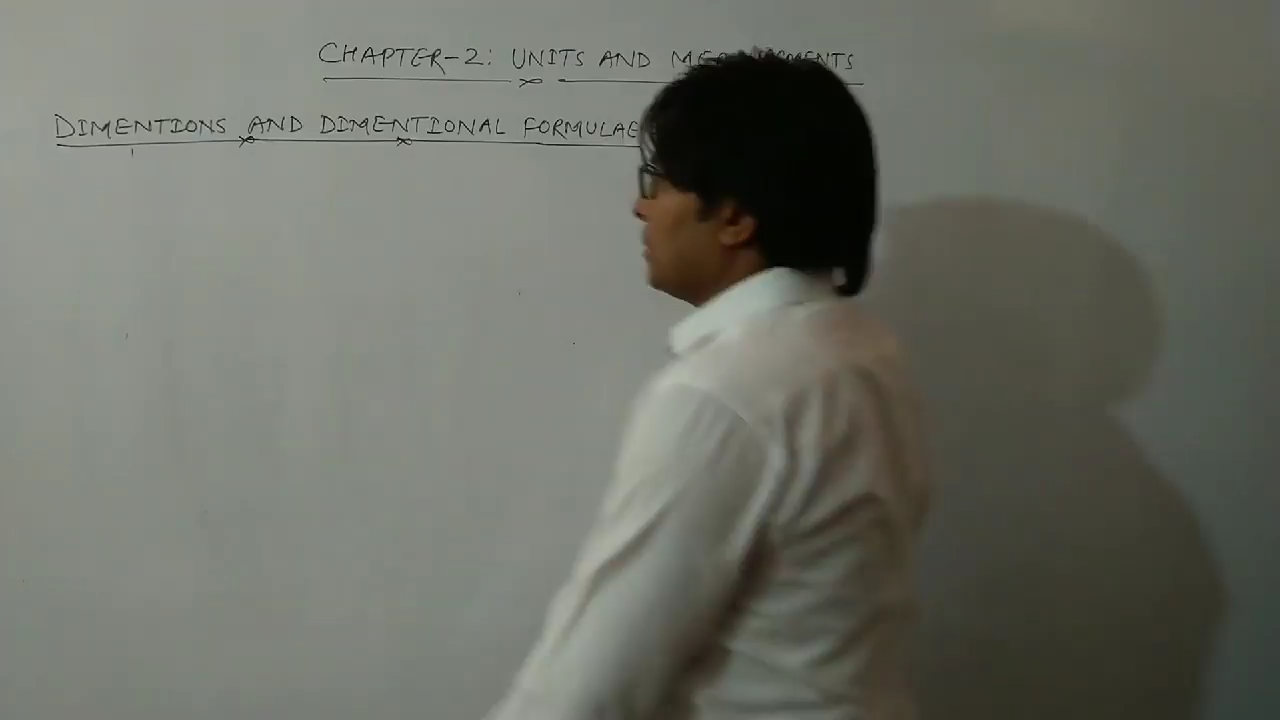 CHAPTER-2: UNITS AND
DIMENTIONS AND DIMENTIONAL FORMULAE